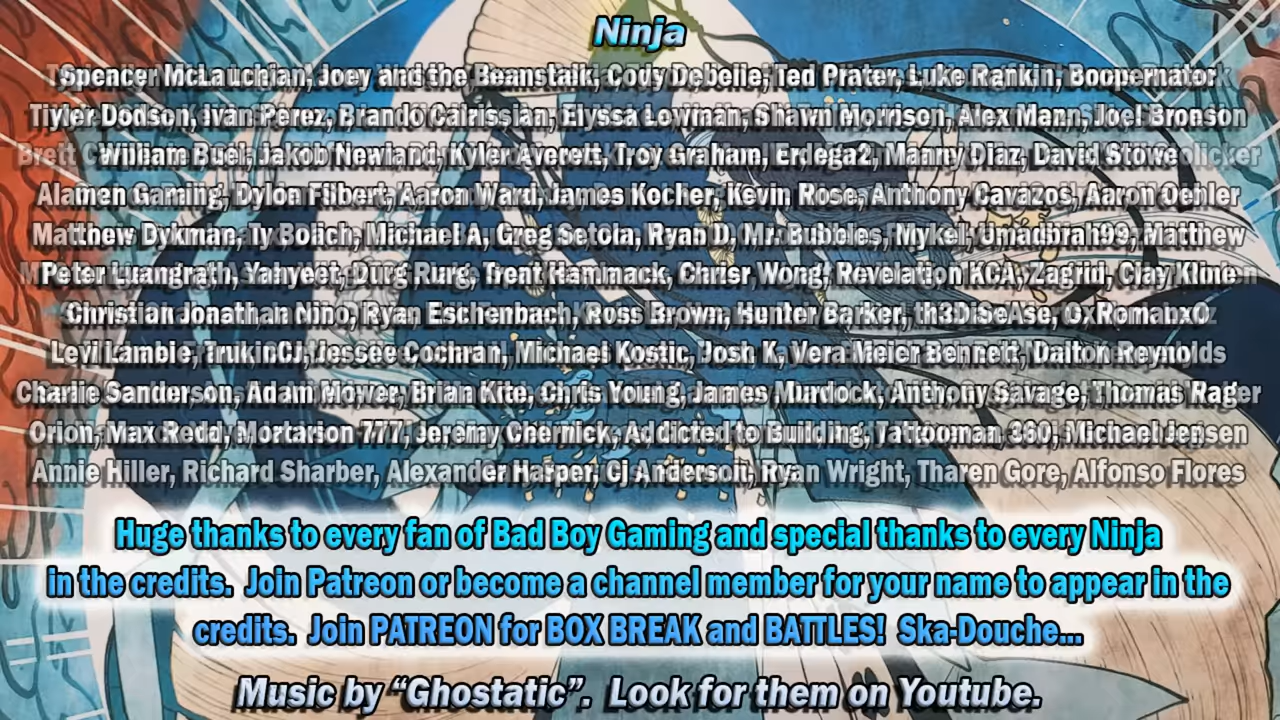 Ninja
Spencer McLauchlan, Joey and the Beanstalk, Cody Debelle, Ted Prater, Luke Rankin, Boopernator
Tiyler Dodson, Ivan Perez, Brando Calrissian, Elyssa Lowman, Shawn Morrison, Alex Mann, Joel Bronson
William Buel, Jakob Newland, Kyler Averett, Troy Graham, Erdega2, Manny Diaz, David Stowe
Alamen Gaming, Dylon Filbert, Aaron Ward, James Kocher, Kevin Rose, Anthony Cavazos, Aaron Oehler
Matthew Dykman, Ty Bolich, Michael A, Greg Setola, Ryan D, Mr. Bubbles, Mykel, Umadbrah99, Matthew
Peter Luangrath, Yahyeet, Durg Rurg, Trent Hammack, Chrisr Wong, Revelation KCA, Zagrid, Clay Kline
Christian Jonathan Nino, Ryan Eschenbach, Ross Brown, Hunter Barker, th3DiSeAse, OxRomanxO
Levi Lambie, TrukinCJ, Jessee Cochran, Michael Kostic, Josh K, Vera Meier Bennett, Dalton Reynolds
Charlie Sanderson, Adam Mower, Brian Kite, Chris Young, James Murdock, Anthony Savage, Thomas Rager
Orion, Max Redd, Mortarion 777, Jeremy Chernick, Addicted to Building, Tattooman, 360, Michael Jensen
Annie Hiller, Richard Sharber, Alexander Harper, Cj Anderson, Ryan Wright, Tharen Gore, Alfonso Flores
Huge thanks to every fan of Bad Boy Gaming and special thanks to every Ninja
in the credits. Join Patreon or become a channel member for your name to appear in the
credits. Join PATREON for BOX BREAK and BATTLES! Ska-Douche...
Music by “Ghostatic”. Look for them on Youtube.